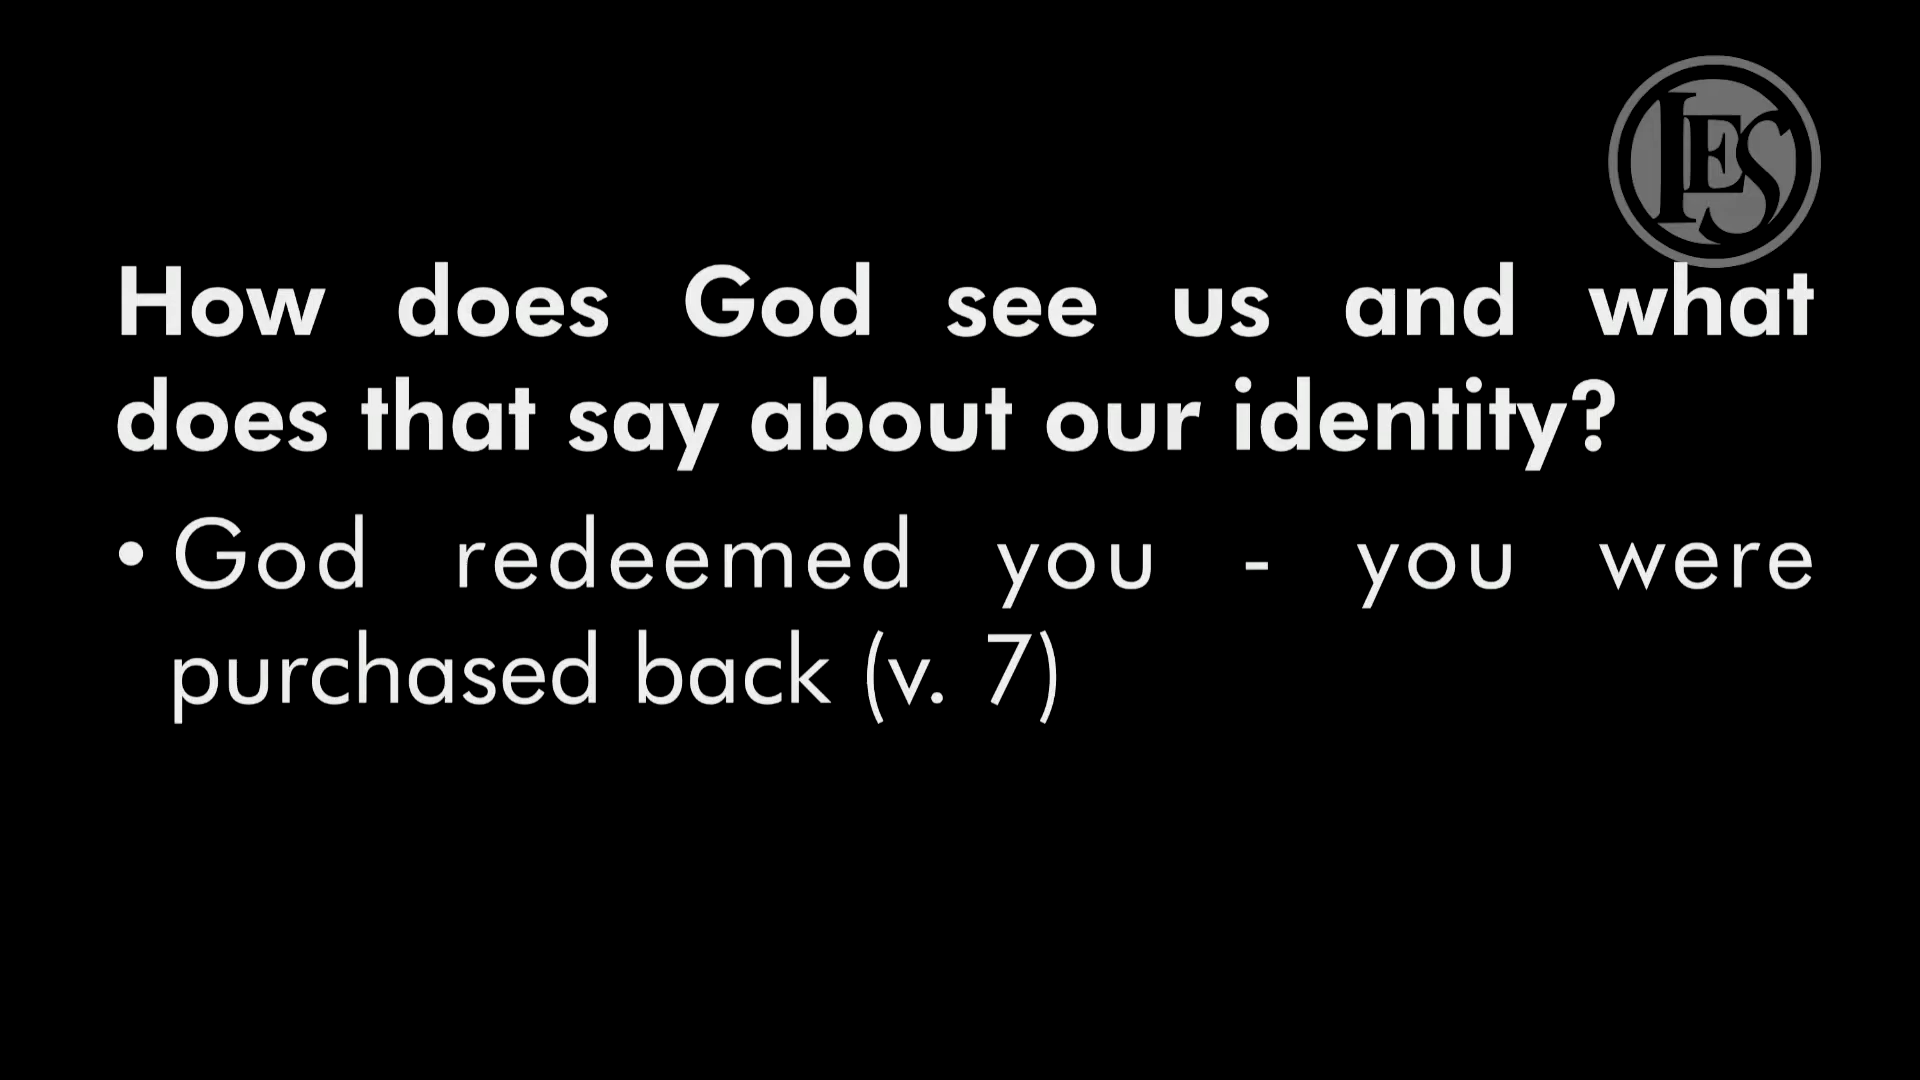 IES
How does God see us and what
does that say about our identity?
• God redeemed you - you were
purchased back (v. 7)